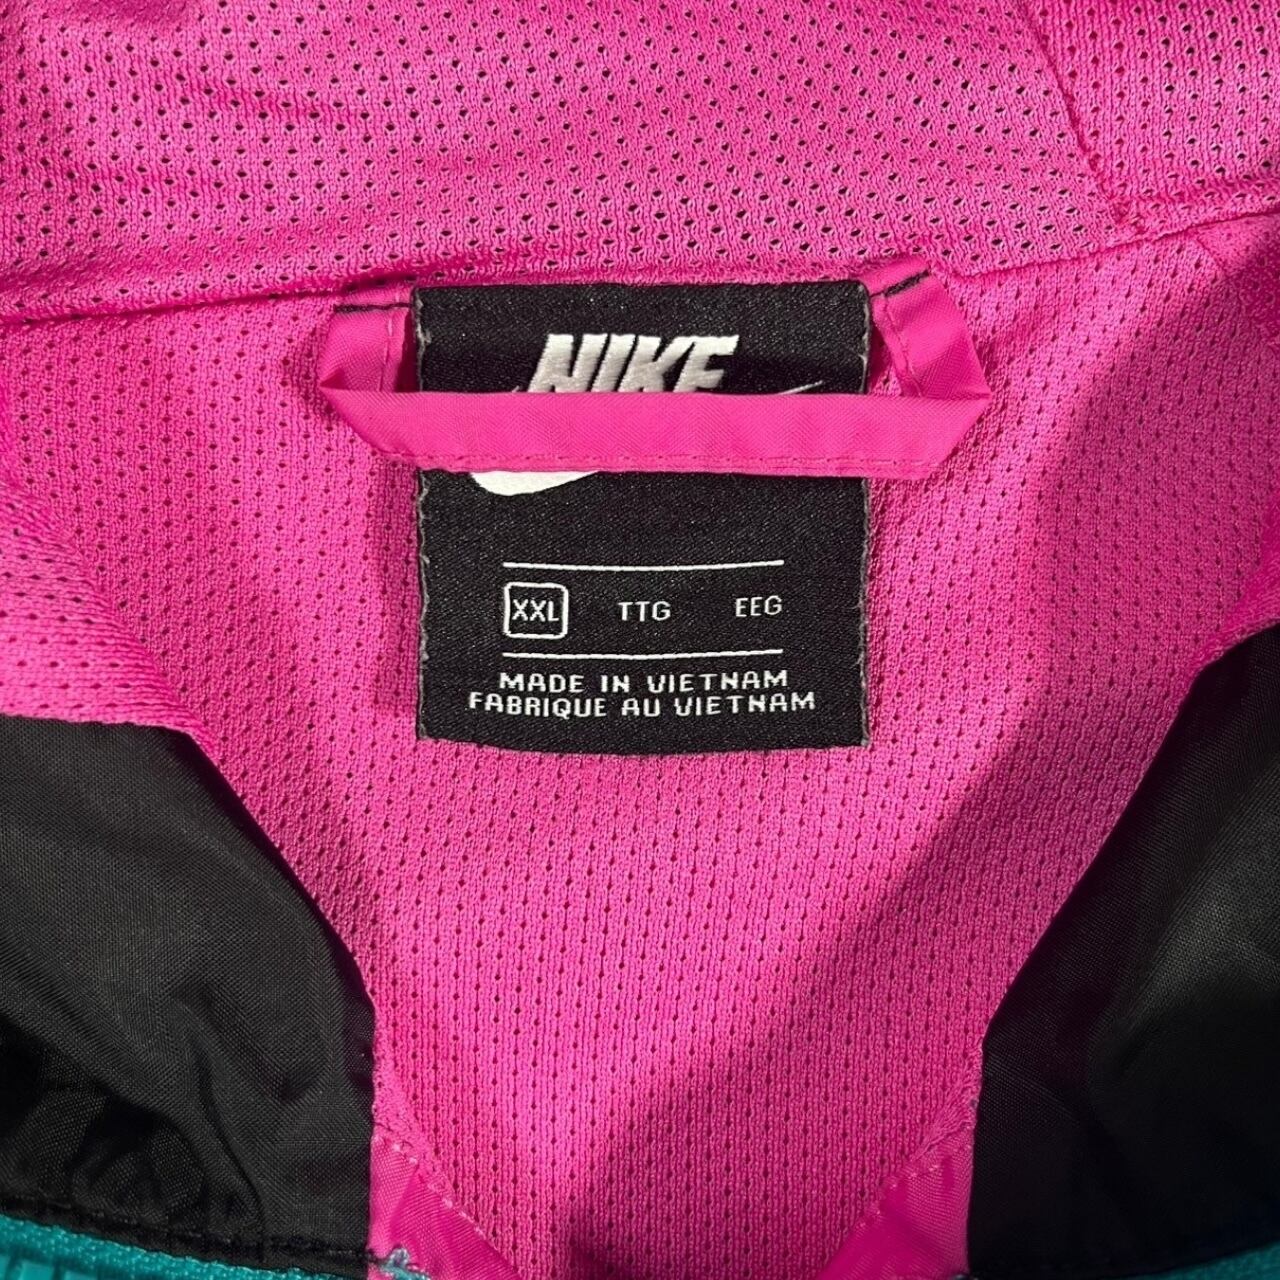 NIKE
XXL TTG EEG
MADE IN VIETNAM
FABRIQUE AU VIETNAM